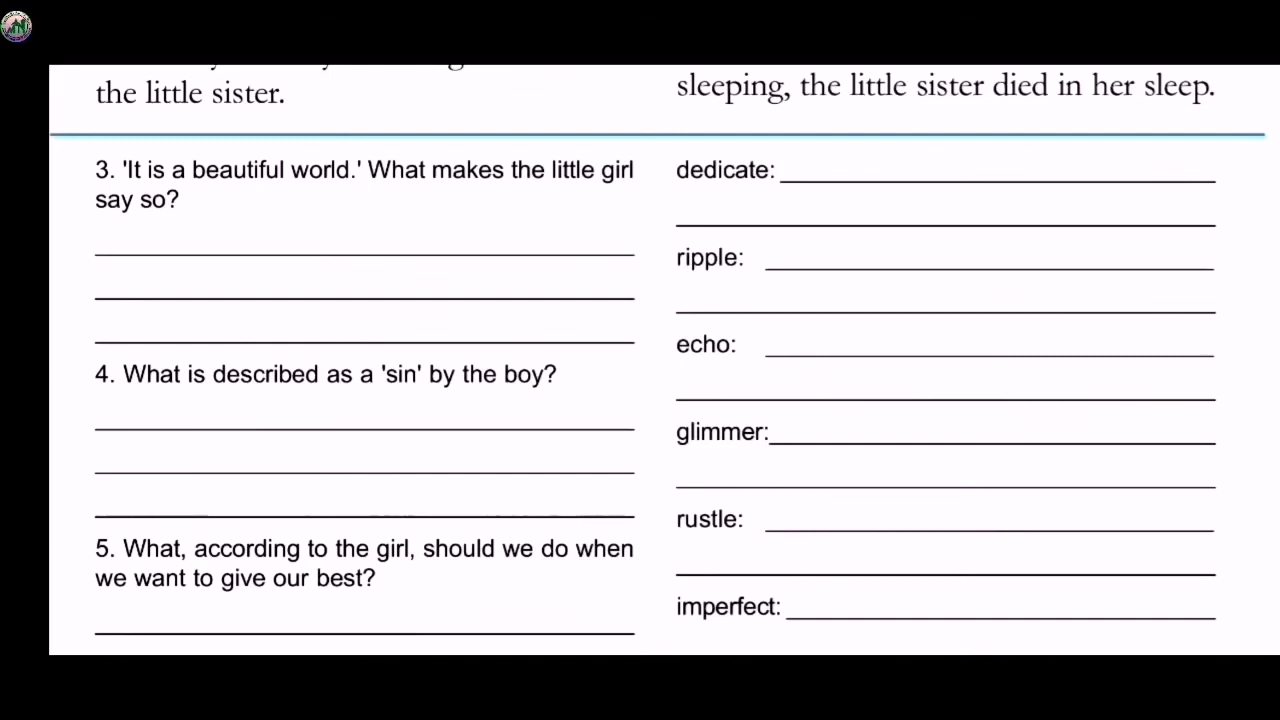 the little sister.
3. 'It is a beautiful world.' What makes the little girl
say so?
4. What is described as a 'sin' by the boy?
5. What, according to the girl, should we do when
we want to give our best?
sleeping, the little sister died in her sleep.
dedicate:
ripple:
echo:
glimmer:
rustle:
imperfect: